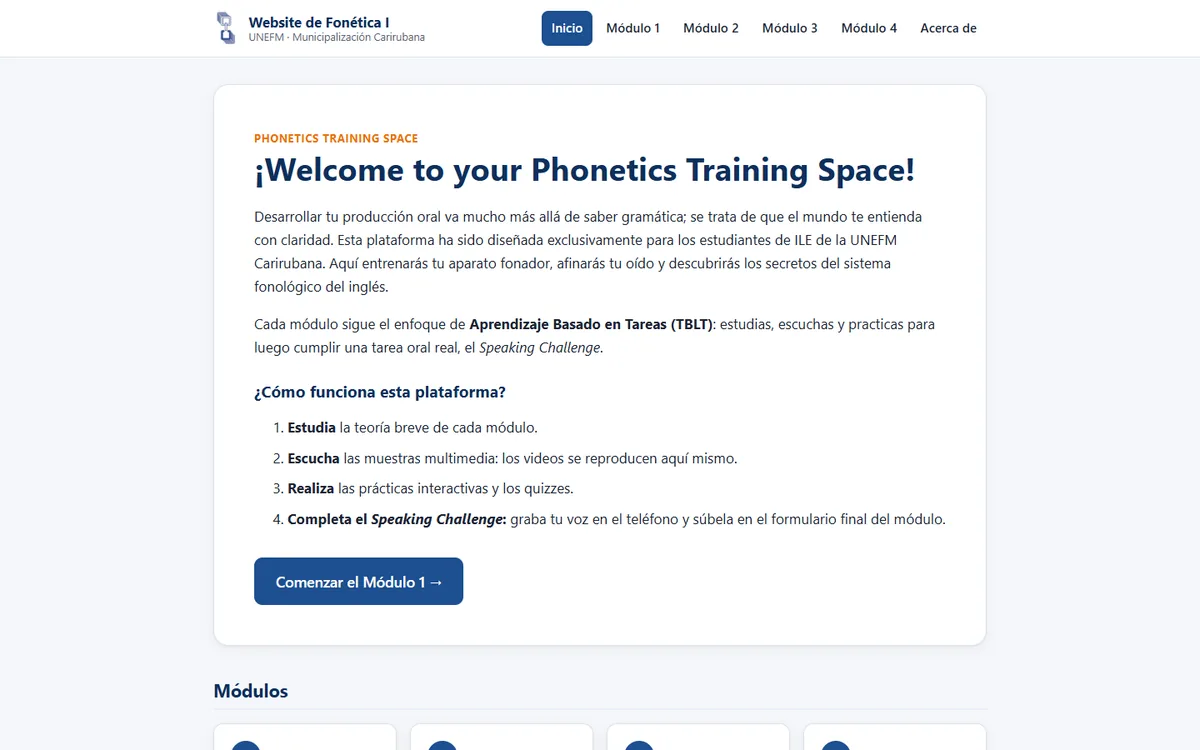 Website de Fonética I
UNEFM · Municipalización Carirubana
Inicio
Módulo 1
Módulo 2
Módulo 3
Módulo 4
Acerca de
PHONETICS TRAINING SPACE
¡Welcome to your Phonetics Training Space!
Desarrollar tu producción oral va mucho más allá de saber gramática; se trata de que el mundo te entienda
con claridad. Esta plataforma ha sido diseñada exclusivamente para los estudiantes de ILE de la UNEFM
Carirubana. Aquí entrenarás tu aparato fonador, afinarás tu oído y descubrirás los secretos del sistema
fonológico del inglés.
Cada módulo sigue el enfoque de Aprendizaje Basado en Tareas (TBLT): estudias, escuchas y practicas para
luego cumplir una tarea oral real, el Speaking Challenge.
¿Cómo funciona esta plataforma?
1. Estudia la teoría breve de cada módulo.
2. Escucha las muestras multimedia: los videos se reproducen aquí mismo.
3. Realiza las prácticas interactivas y los quizzes.
4. Completa el Speaking Challenge: graba tu voz en el teléfono y súbela en el formulario final del módulo.
Comenzar el Módulo 1 →
Módulos